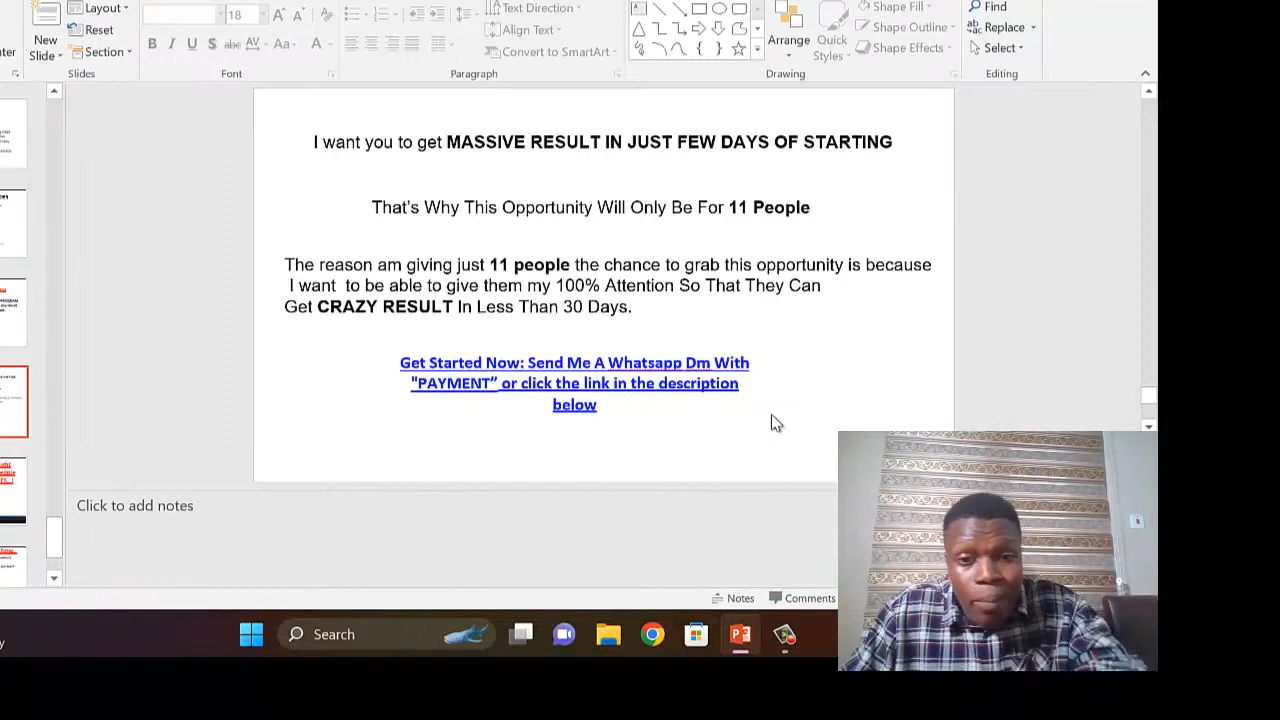 Layout
Reset
Section
New
Slide
Slides
18
B I U S abc AV Aa A
Font
Text Direction
Align Text
Convert to SmartArt
Paragraph
Arrange
Quick
Styles
Shape Fill
Shape Outline
Shape Effects
Drawing
Find
Replace
Select
Editing
I want you to get MASSIVE RESULT IN JUST FEW DAYS OF STARTING
That's Why This Opportunity Will Only Be For 11 People
The reason am giving just 11 people the chance to grab this opportunity is because
I want to be able to give them my 100% Attention So That They Can
Get CRAZY RESULT In Less Than 30 Days.
Get Started Now: Send Me A Whatsapp Dm With
"PAYMENT” or click the link in the description
below
Click to add notes
Notes
Comments
Search